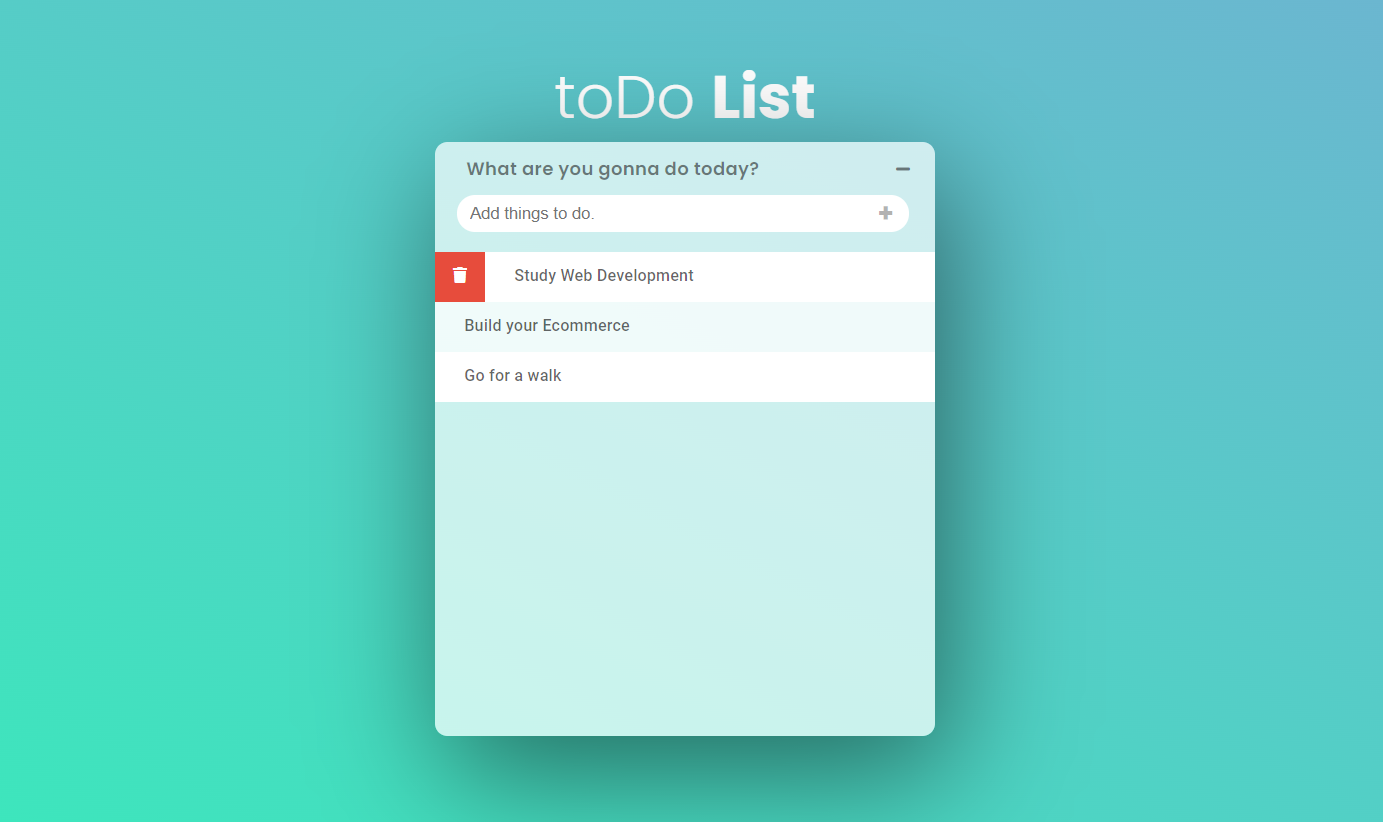 toDo List
What are you gonna do today?
Add things to do.
Study Web Development
Build your Ecommerce
Go for a walk